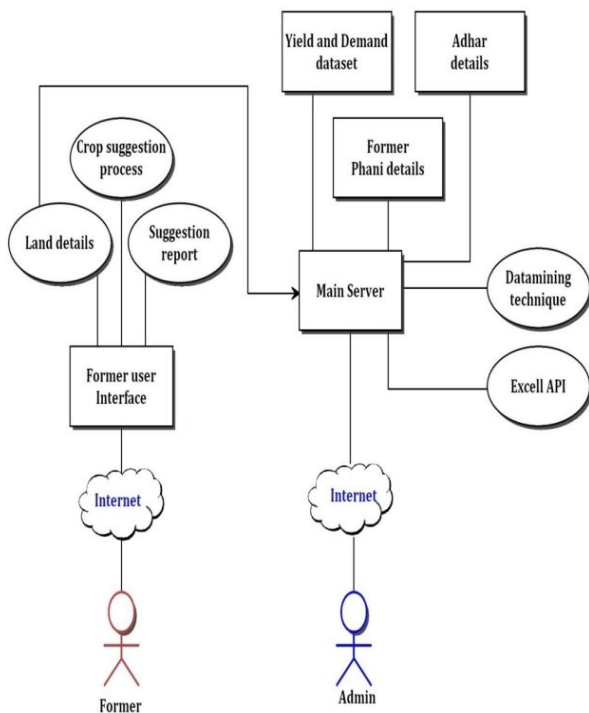 Yield and Demand
dataset
Adhar
details
Crop suggestion
process
Former
Phani details
Land details
Suggestion
report
Main Server
Datamining
technique
Former user
Interface
Excell API
Internet
Internet
Former
Admin